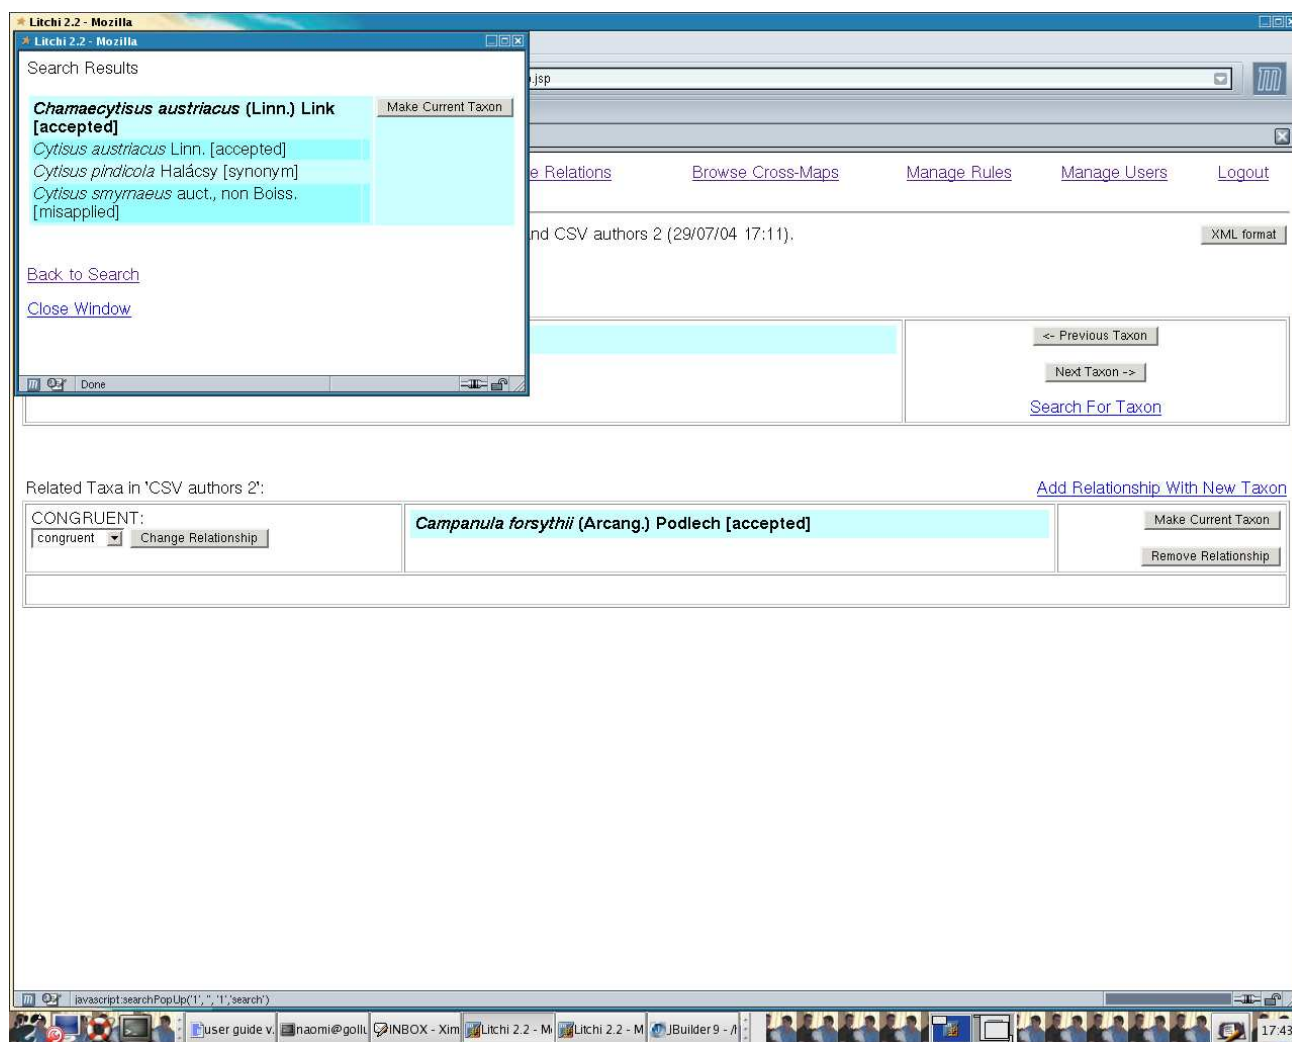 Litchi 2.2 - Mozilla
Litchi 2.2 - Mozilla
Search Results
Chamaecytisus austriacus (Linn.) Link
[accepted]
Make Current Taxon
Cytisus austriacus Linn. [accepted]
Cytisus pindicola Halácsy [synonym]
Cytisus smyrnaeus auct., non Boiss.
[misapplied]
Back to Search
Close Window
Done
.jsp
e Relations Browse Cross-Maps Manage Rules Manage Users Logout
nd CSV authors 2 (29/07/04 17:11).
XML format
<- Previous Taxon
Next Taxon ->
Search For Taxon
Related Taxa in 'CSV authors 2':
Add Relationship With New Taxon
CONGRUENT:
congruent Change Relationship
Campanula forsythii (Arcang.) Podlech [accepted]
Make Current Taxon
Remove Relationship
javascript:searchPopUp('1', '', '1','search')
user guide v. naomi@gollu INBOX - Xim Litchi 2.2 - M Litchi 2.2 - M JBuilder 9 - /h 17:43